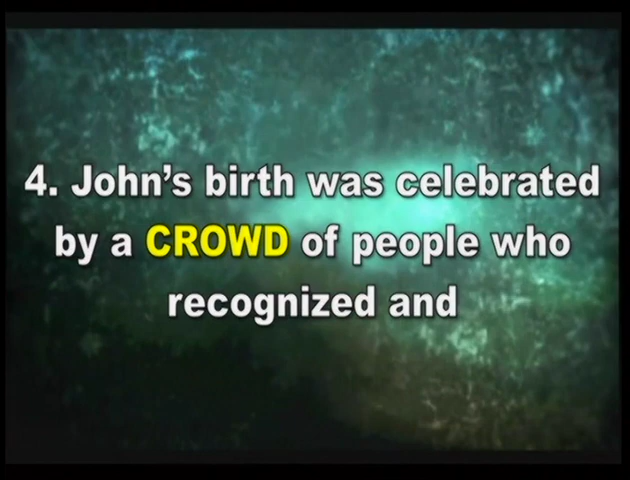 4. John’s birth was celebrated
by a CROWD of people who
recognized and